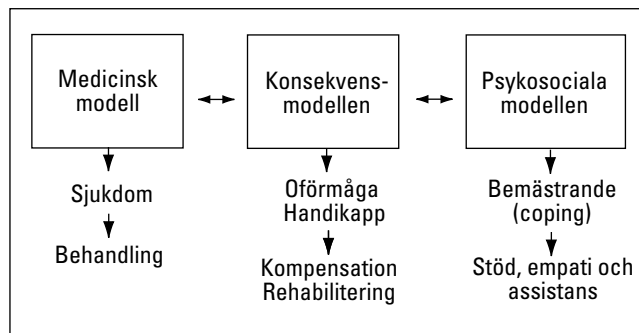 Medicinsk
modell
Konsekvens-
modellen
Psykosociala
modellen
Sjukdom
Behandling
Oförmåga
Handikapp
Kompensation
Rehabilitering
Bemästrande
(coping)
Stöd, empati och
assistans